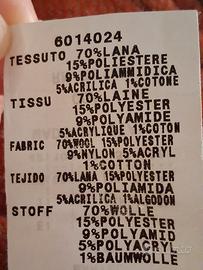 6014024
TESSUTO 70%LANA
15%POLIESTERE
9%POLIAMMIDICA
5%ACRILICA 1%COTONE
TISSU 70%LAINE
15%POLYESTER
9%POLYAMIDE
5%ACRYLIQUE 1%COTON
FABRIC 70%WOOL 15%POLYESTER
9%NYLON 5%ACRYL
1%COTTON
TEJIDO 70%LANA 15%POLYESTER
9%POLIAMIDA
5%ACRILICA 1%ALGODON
STOFF 70%WOLLE
15%POLYESTER
9%POLYAMID
5%POLYACRYL
1%BAUMWOLLE